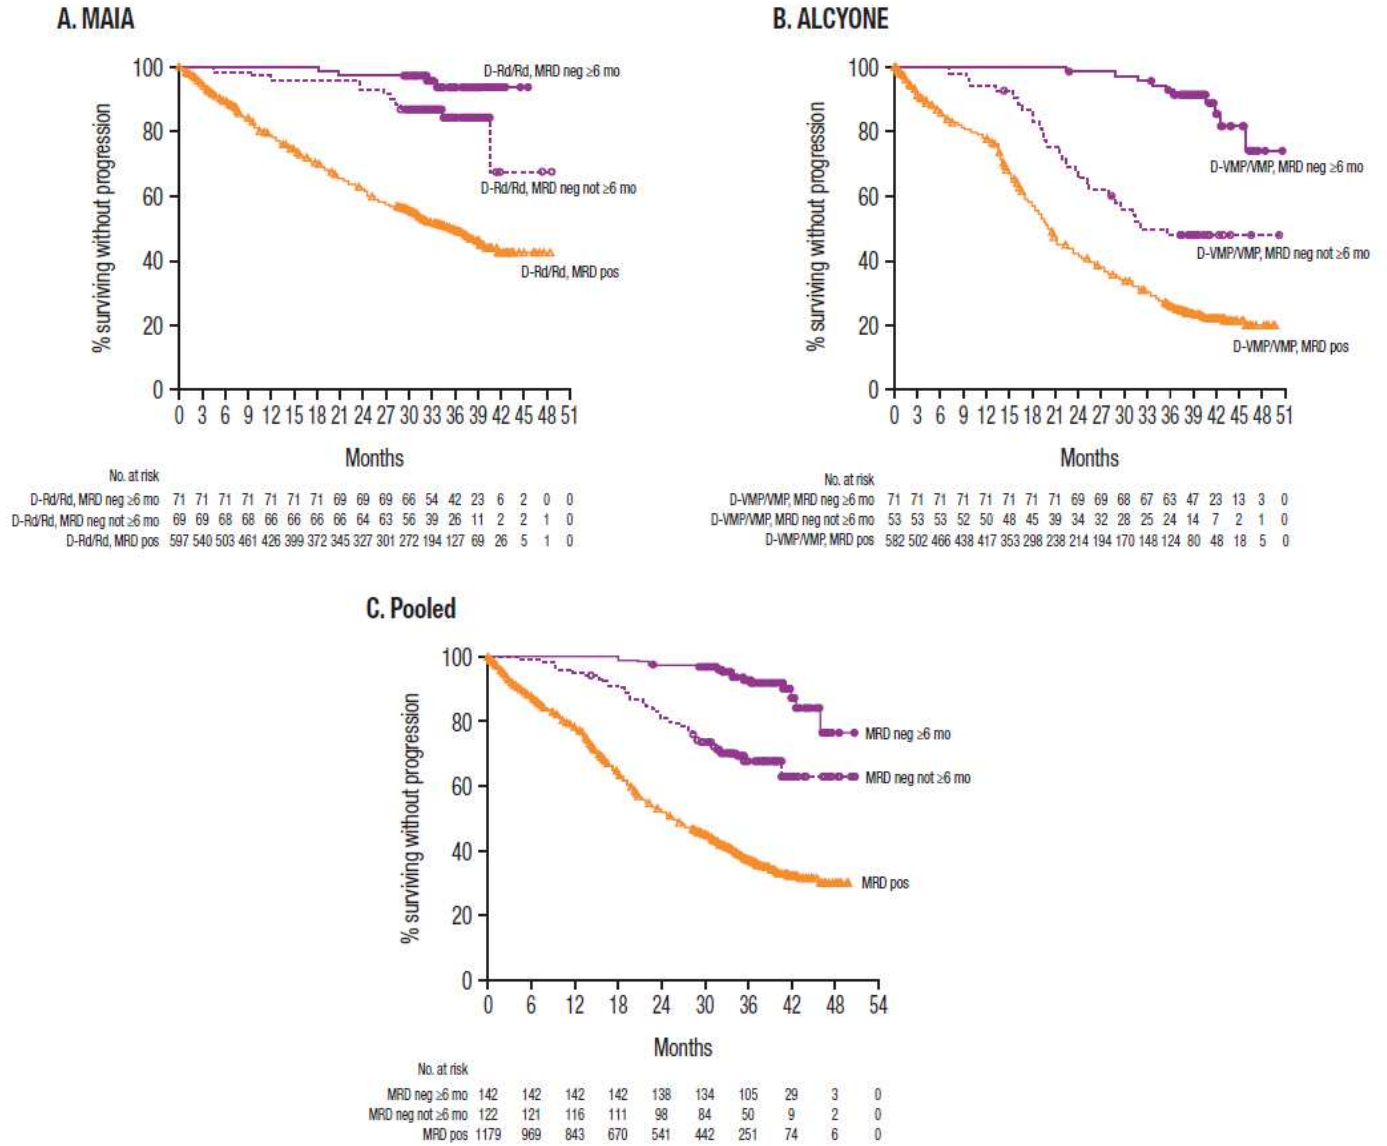 A. MAIA
% surviving without progression
100
80
60
40
20
0
D-Rd/Rd, MRD neg ≥6 mo
D-Rd/Rd, MRD neg not ≥6 mo
D-Rd/Rd, MRD pos
0 3 6 9 12 15 18 21 24 27 30 33 36 39 42 45 48 51
Months
No. at risk
D-Rd/Rd, MRD neg ≥6 mo 71 71 71 71 71 71 71 69 69 69 66 54 42 23 6 2 0 0
D-Rd/Rd, MRD neg not ≥6 mo 69 69 68 68 66 66 66 66 64 63 56 39 26 11 2 2 1 0
D-Rd/Rd, MRD pos 597 540 503 461 426 399 372 345 327 301 272 194 127 69 26 5 1 0
B. ALCYONE
% surviving without progression
100
80
60
40
20
0
D-VMP/VMP, MRD neg ≥6 mo
D-VMP/VMP, MRD neg not ≥6 mo
D-VMP/VMP, MRD pos
0 3 6 9 12 15 18 21 24 27 30 33 36 39 42 45 48 51
Months
No. at risk
D-VMP/VMP, MRD neg ≥6 mo 71 71 71 71 71 71 71 71 69 69 68 67 63 47 23 13 3 0
D-VMP/VMP, MRD neg not ≥6 mo 53 53 53 52 50 48 45 39 34 32 28 25 24 14 7 2 1 0
D-VMP/VMP, MRD pos 582 502 466 438 417 353 298 238 214 194 170 148 124 80 48 18 5 0
C. Pooled
% surviving without progression
100
80
60
40
20
0
MRD neg ≥6 mo
MRD neg not ≥6 mo
MRD pos
0 6 12 18 24 30 36 42 48 54
Months
No. at risk
MRD neg ≥6 mo 142 142 142 142 138 134 105 29 3 0
MRD neg not ≥6 mo 122 121 116 111 98 84 50 9 2 0
MRD pos 1179 969 843 670 541 442 251 74 6 0